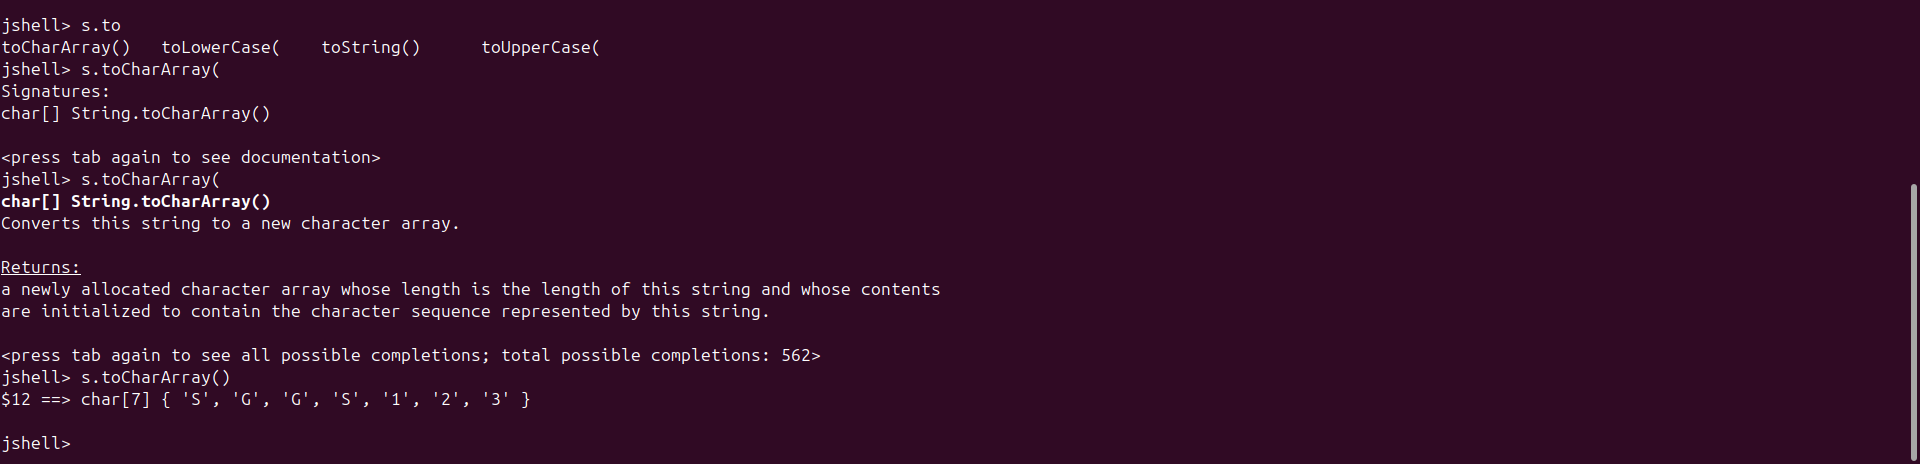 jshell> s.to
toCharArray()   toLowerCase(    toString()      toUpperCase(
jshell> s.toCharArray(
Signatures:
char[] String.toCharArray()
<press tab again to see documentation>
jshell> s.toCharArray(
char[] String.toCharArray()
Converts this string to a new character array.
Returns:
a newly allocated character array whose length is the length of this string and whose contents
are initialized to contain the character sequence represented by this string.
<press tab again to see all possible completions; total possible completions: 562>
jshell> s.toCharArray()
$12 ==> char[7] { 'S', 'G', 'G', 'S', '1', '2', '3' }
jshell>